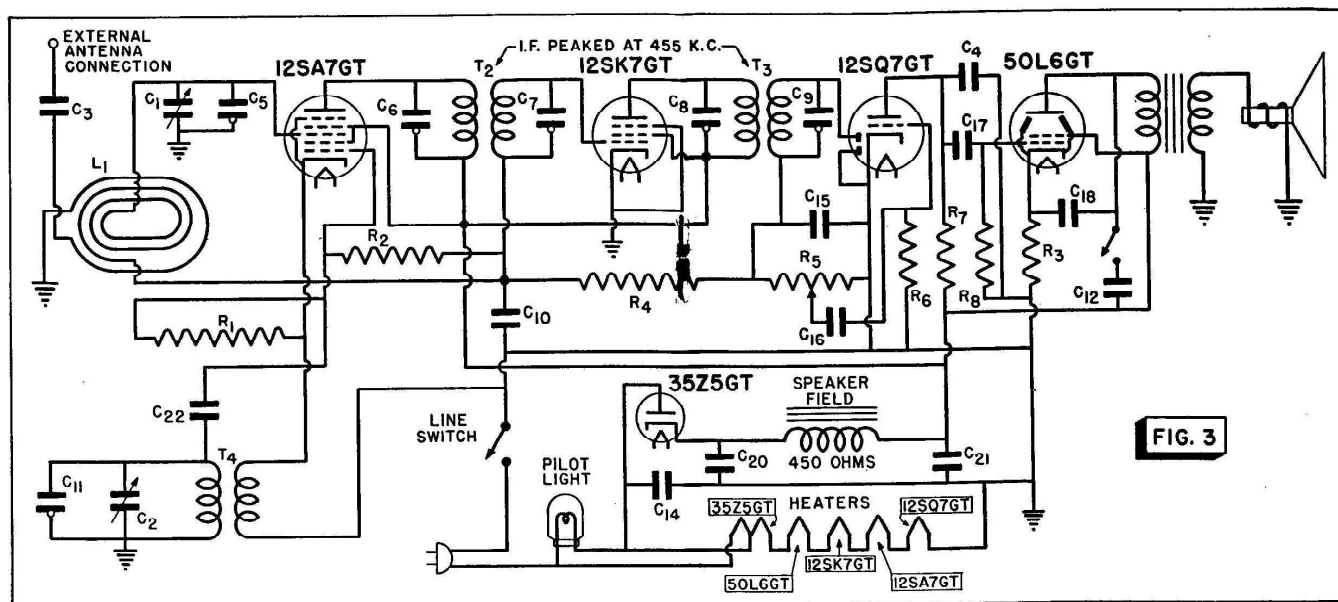 EXTERNAL
ANTENNA
CONNECTION
I.F. PEAKED AT 455 K.C.
12SA7GT
T2
12SK7GT
T3
12SQ7GT
C4
50L6GT
C3
C1
C5
C6
C7
C8
C9
C17
L1
C15
C18
R2
R7
R5
R3
R4
R6
R8
C12
R1
C10
C16
35Z5GT
SPEAKER
FIELD
C22
LINE
SWITCH
FIG. 3
T4
PILOT
LIGHT
C20
450 OHMS
C21
C11
C2
C14
HEATERS
35Z5GT
12SQ7GT
50L6GT
12SK7GT
12SA7GT